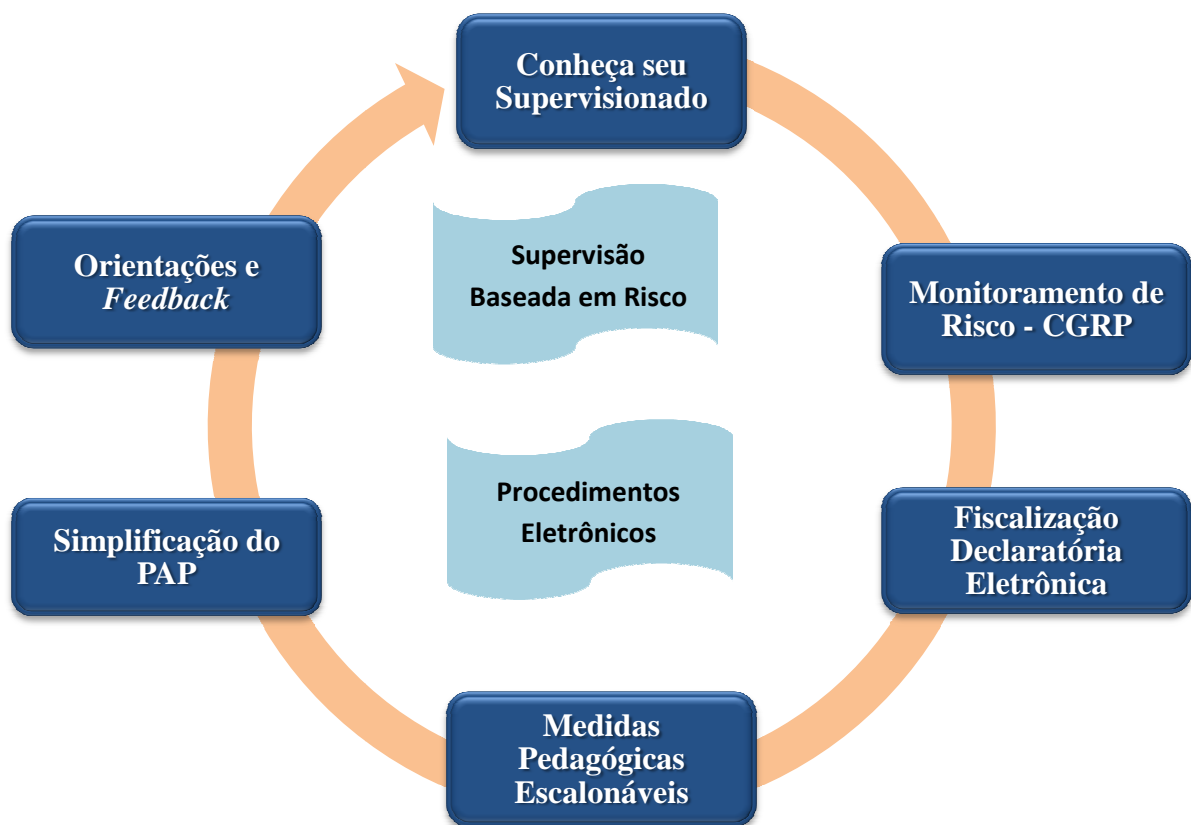 Conheça seu
Supervisionado
Supervisão
Baseada em Risco
Orientações e
Feedback
Monitoramento de
Risco - CGRP
Procedimentos
Eletrônicos
Simplificação do
PAP
Fiscalização
Declaratória
Eletrônica
Medidas
Pedagógicas
Escalonáveis